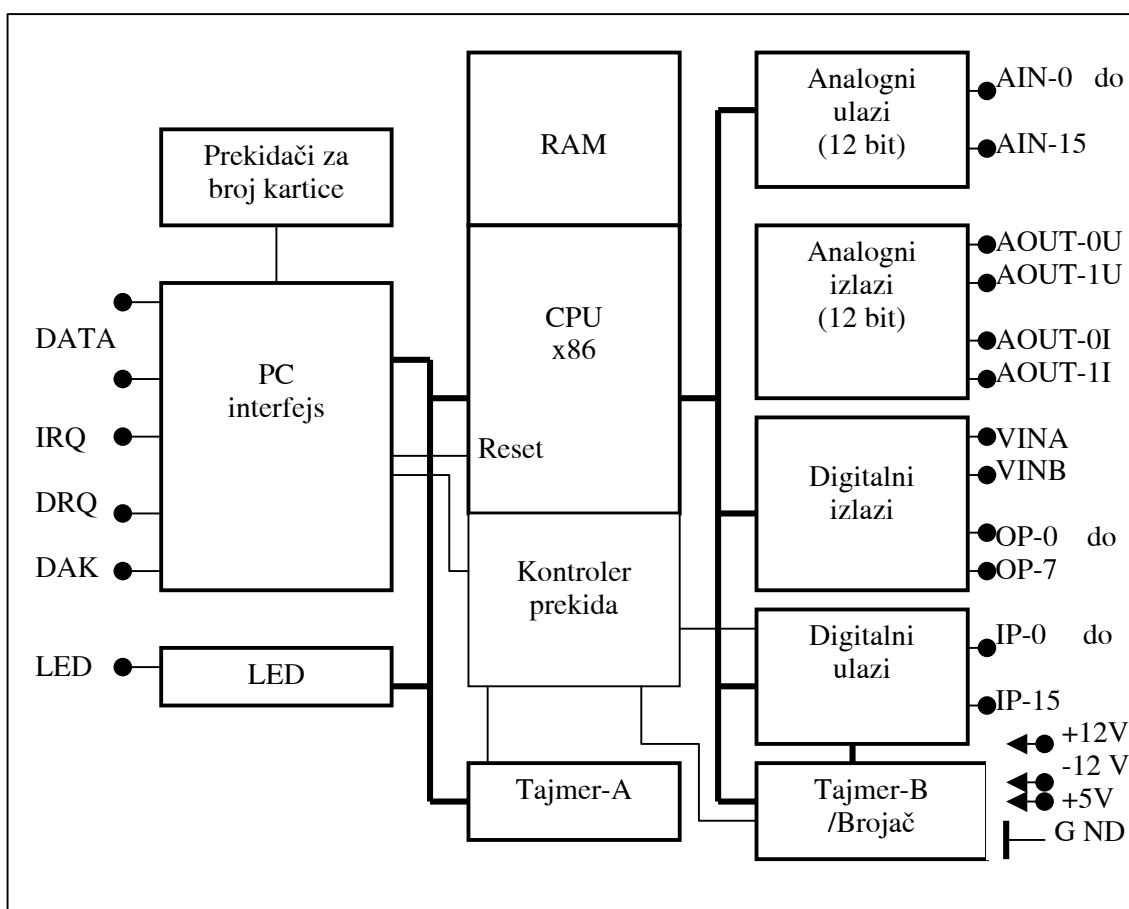 Prekidači za
broj kartice
DATA
IRQ
DRQ
DAK
LED
PC
interfejs
LED
RAM
CPU
x86
Reset
Kontroler
prekida
Tajmer-A
Analogni
ulazi
(12 bit)
Analogni
izlazi
(12 bit)
Digitalni
izlazi
Digitalni
ulazi
Tajmer-B
/Brojač
AIN-0 do
AIN-15
AOUT-0U
AOUT-1U
AOUT-0I
AOUT-1I
VINA
VINB
OP-0 do
OP-7
IP-0 do
IP-15
+12V
-12 V
+5V
G ND